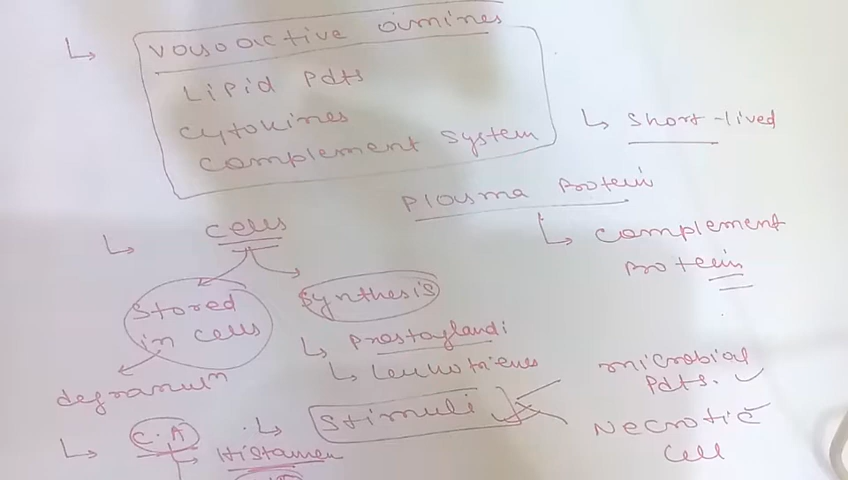 vasoactive amines
Lipid Pdts
cytokines
complement system
short-lived
Plasma protein
complement
protein
cells
stored
in cells
synthesis
Prostaglandi
Leukotrienes
degranuln
stimuli
microbial
Pdts.
Necrotic
cell
C.A
Histamen